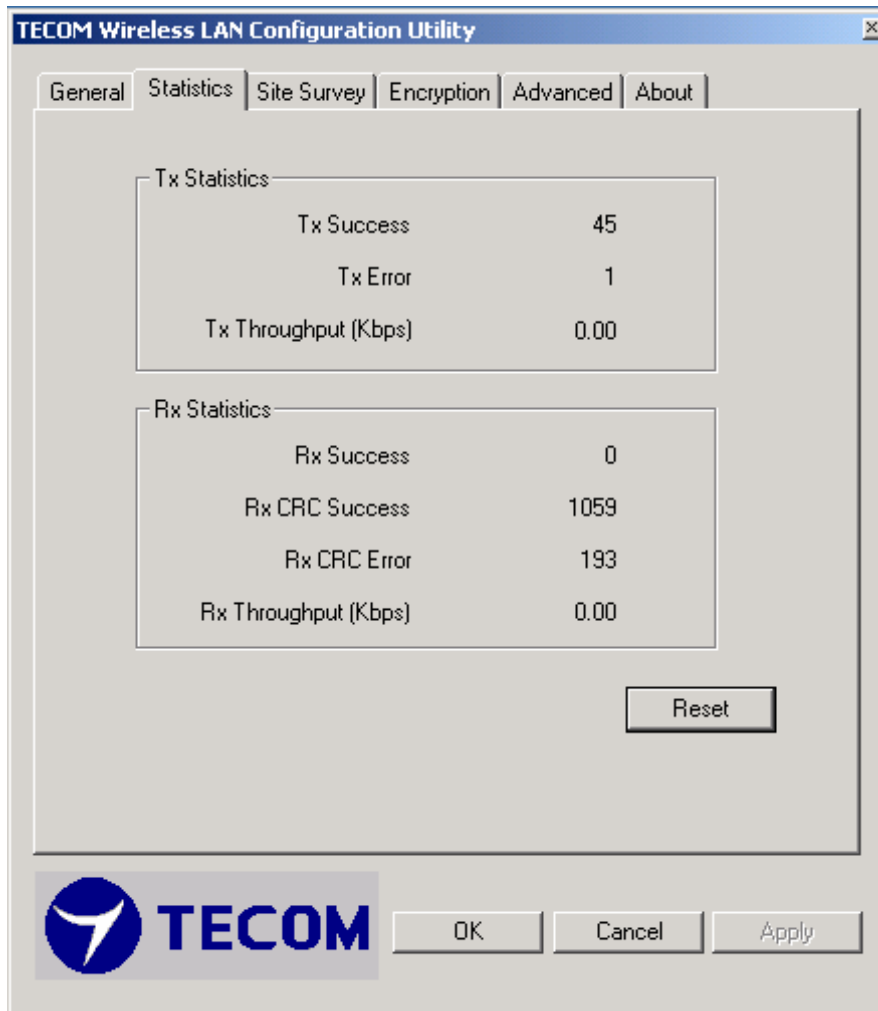 TECOM Wireless LAN Configuration Utility
General Statistics Site Survey Encryption Advanced About
Tx Statistics
Tx Success 45
Tx Error 1
Tx Throughput (Kbps) 0.00
Rx Statistics
Rx Success 0
Rx CRC Success 1059
Rx CRC Error 193
Rx Throughput (Kbps) 0.00
Reset
TECOM OK Cancel Apply